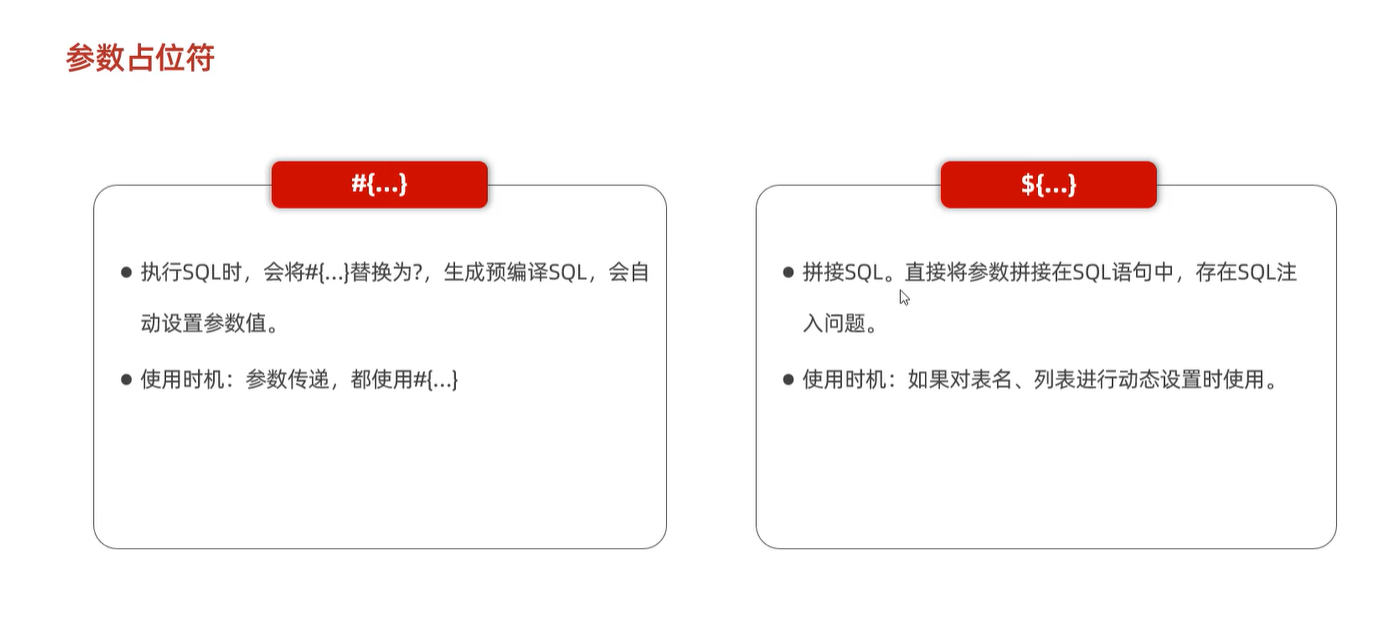 参数占位符
#{…}
● 执行SQL时，会将#{…}替换为?，生成预编译SQL，会自
动设置参数值。
● 使用时机：参数传递，都使用#{…}
${…}
● 拼接SQL。直接将参数拼接在SQL语句中，存在SQL注
入问题。
● 使用时机：如果对表名、列表进行动态设置时使用。